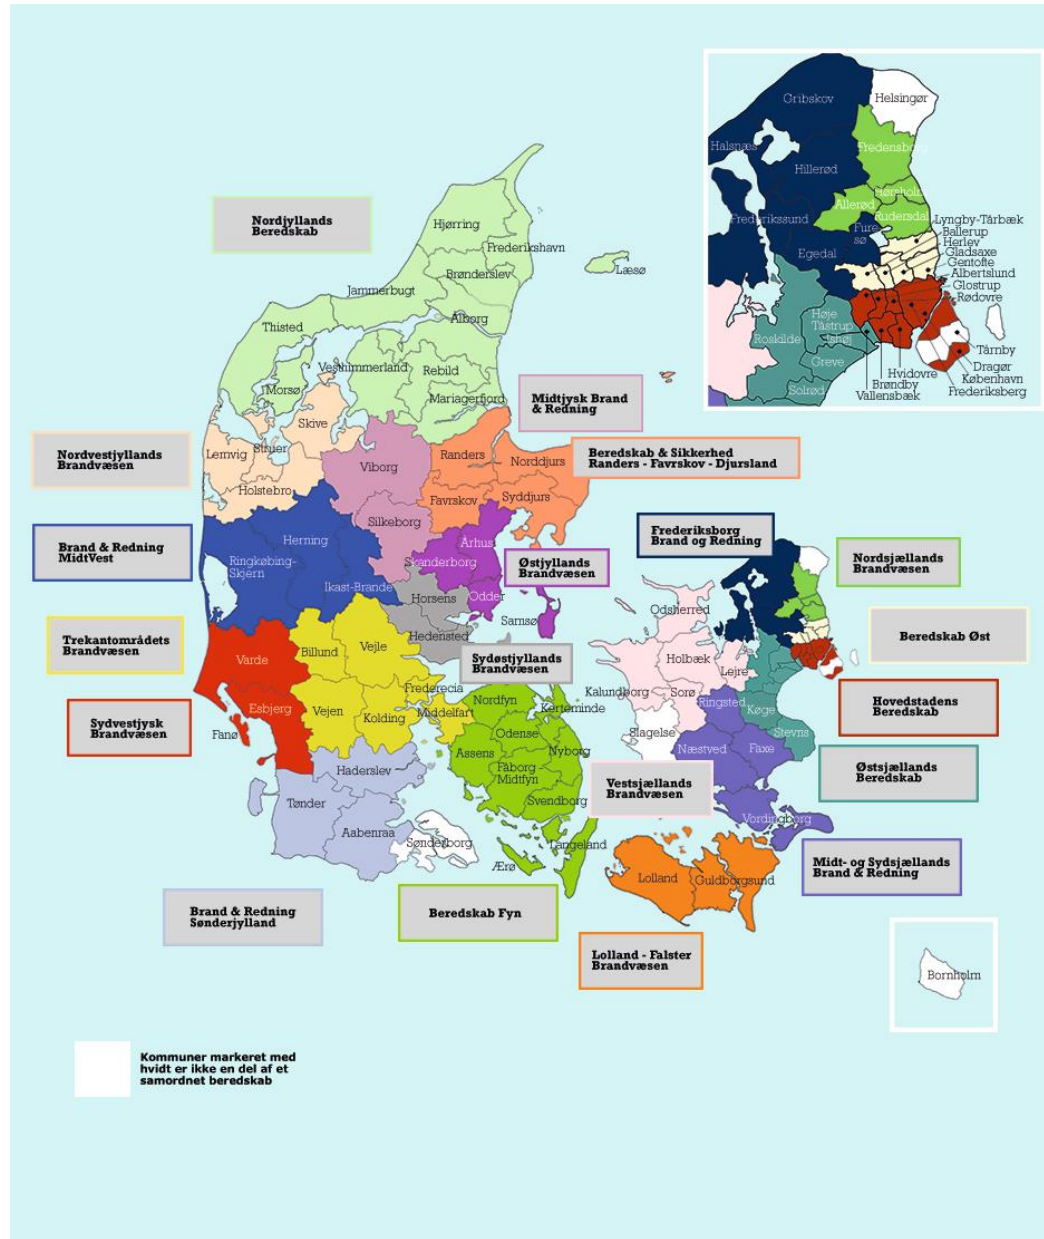 Gribskov
Helsingør
Halsnæs
Fredensborg
Hillerød
Hørsholm
Allerød
Rudersdal
Frederikssund
Fure-
sø
Egedal
Lyngby-Tårbæk
Ballerup
Herlev
Gladsaxe
Gentofte
Albertslund
Glostrup
Rødovre
Høje
Tåstrup
Ishøj
Roskilde
Greve
Solrød
Tårnby
Dragør
København
Frederiksberg
Hvidovre
Brøndby
Vallensbæk
Nordjyllands
Beredskab
Hjørring
Frederikshavn
Læsø
Brønderslev
Jammerbugt
Ålborg
Thisted
Vesthimmerland
Rebild
Morsø
Mariagerfjord
Midtjysk Brand
& Redning
Skive
Nordvestjyllands
Brandvæsen
Lemvig
Struer
Holstebro
Viborg
Randers
Norddjurs
Beredskab & Sikkerhed
Randers - Favrskov - Djursland
Favrskov
Syddjurs
Silkeborg
Brand & Redning
MidtVest
Herning
Ringkøbing-
Skjern
Ikast-Brande
Århus
Skanderborg
Odder
Østjyllands
Brandvæsen
Samsø
Horsens
Hedensted
Frederiksborg
Brand og Redning
Nordsjællands
Brandvæsen
Odsherred
Trekantområdets
Brandvæsen
Billund
Vejle
Sydøstjyllands
Brandvæsen
Beredskab Øst
Varde
Holbæk
Lejre
Kalundborg
Sorø
Ringsted
Køge
Stevns
Hovedstadens
Beredskab
Sydvestjysk
Brandvæsen
Esbjerg
Fanø
Vejen
Kolding
Fredericia
Middelfart
Nordfyn
Kerteminde
Odense
Nyborg
Assens
Fåborg
Midtfyn
Svendborg
Slagelse
Næstved
Faxe
Østsjællands
Beredskab
Vestsjællands
Brandvæsen
Vordingborg
Haderslev
Tønder
Aabenraa
Sønderborg
Ærø
Langeland
Lolland
Guldborgsund
Midt- og Sydsjællands
Brand & Redning
Brand & Redning
Sønderjylland
Beredskab Fyn
Lolland - Falster
Brandvæsen
Bornholm
Kommuner markeret med
hvidt er ikke en del af et
samordnet beredskab